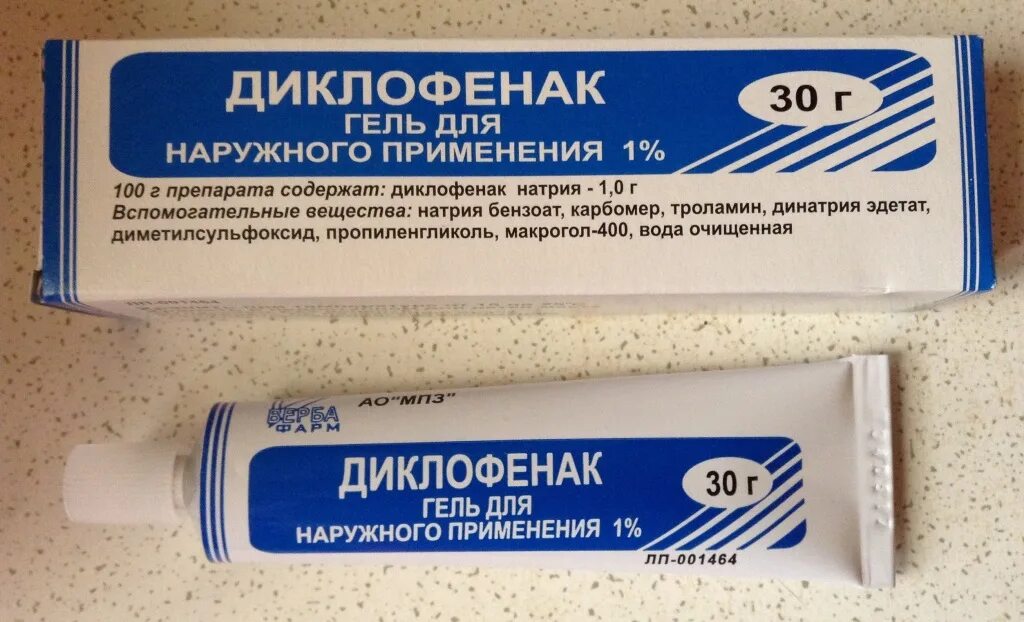 ДИКЛОФЕНАК
30 г
ГЕЛЬ ДЛЯ
НАРУЖНОГО ПРИМЕНЕНИЯ 1%
100 г препарата содержат: диклофенак натрия - 1,0 г
Вспомогательные вещества: натрия бензоат, карбомер, троламин, динатрия эдетат,
диметилсульфоксид, пропиленгликоль, макрогол-400, вода очищенная
ЛП-001464
ВЕРБА
ФАРМ
АО"МПЗ"
ДИКЛОФЕНАК
30 г
ГЕЛЬ ДЛЯ
НАРУЖНОГО ПРИМЕНЕНИЯ 1%
ЛП-001464